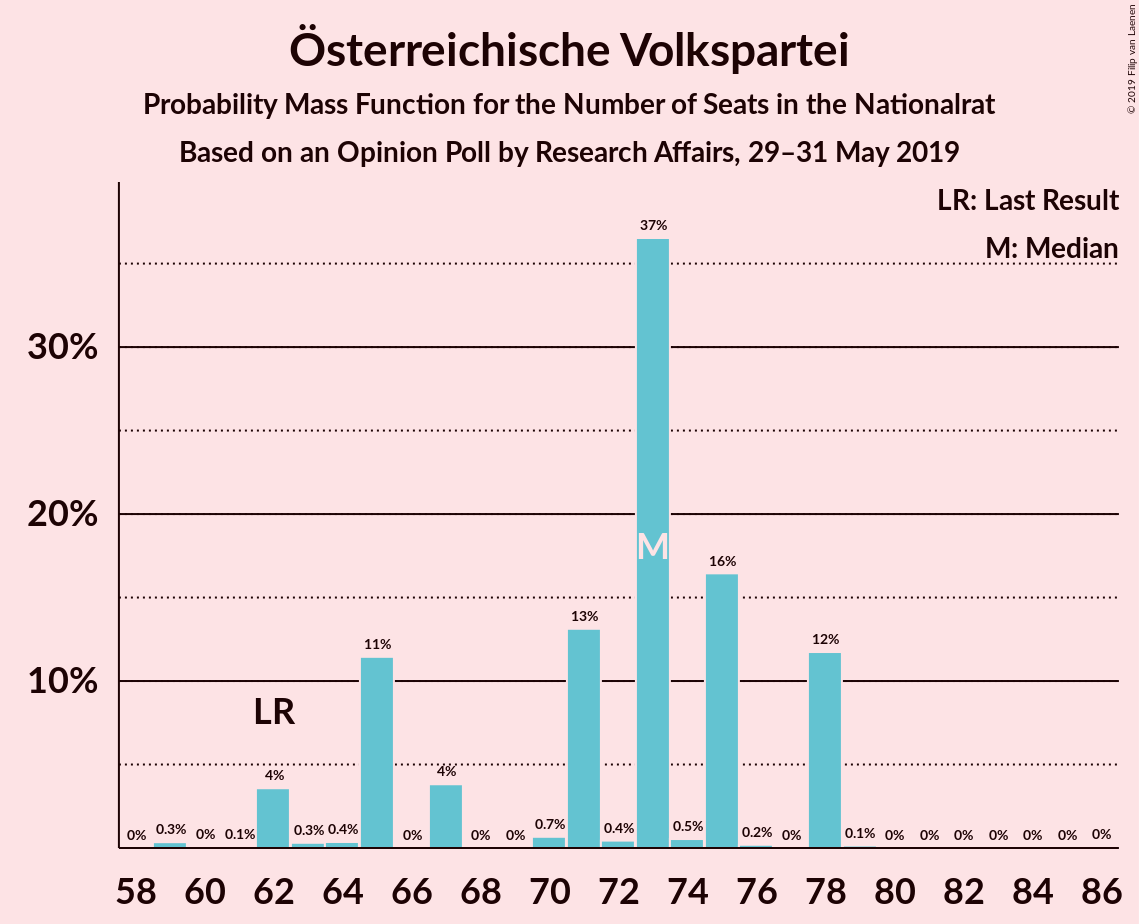 Österreichische Volkspartei
Probability Mass Function for the Number of Seats in the Nationalrat
Based on an Opinion Poll by Research Affairs, 29–31 May 2019
© 2019 Filip van Laenen
LR: Last Result
M: Median
30%
20%
10%
0% 0.3% 0% 0.1% 4% 0.3% 0.4% 11% 0% 4% 0% 0% 0.7% 13% 0.4% 37% 0.5% 16% 0.2% 0% 12% 0.1% 0% 0% 0% 0% 0% 0% 0%
LR
M
58 60 62 64 66 68 70 72 74 76 78 80 82 84 86